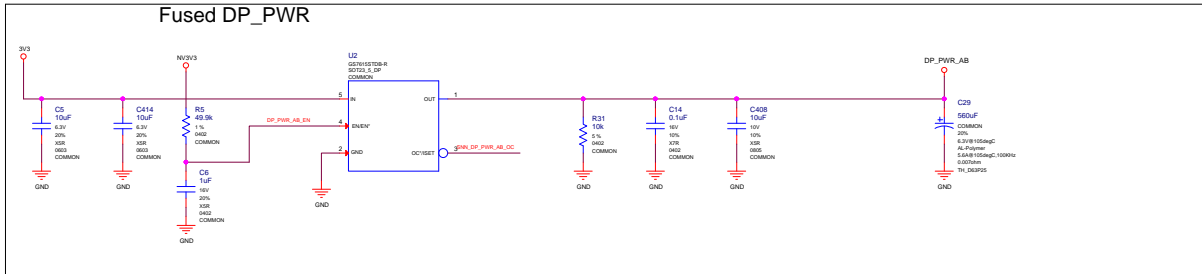 Fused DP_PWR
3V3
NV3V3
DP_PWR_AB
C5
10uF
6.3V
20%
X5R
0603
COMMON
GND
C414
10uF
6.3V
20%
X5R
0603
COMMON
GND
R5
49.9k
1 %
0402
COMMON
DP_PWR_AB_EN
C6
1uF
16V
20%
X5R
0402
COMMON
GND
U2
GS7615STDB-R
SOT23_5_DP
COMMON
5
IN
4
EN/EN*
2
GND
OUT
1
OC*/ISET
3
SNN_DP_PWR_AB_OC
GND
R31
10k
5 %
0402
COMMON
GND
C14
0.1uF
16V
10%
X7R
0402
COMMON
GND
C408
10uF
10V
10%
X5R
0805
COMMON
GND
C29
560uF
COMMON
20%
6.3V@105degC
AL-Polymer
5.6A@105degC,100KHz
0.007ohm
TH_D63P25
GND